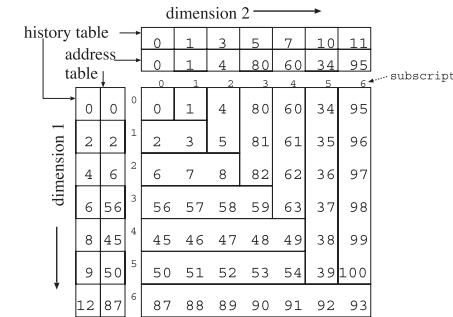 dimension 2
history table
0 1 3 5 7 10 11
address
table
0 1 4 80 60 34 95
subscript
0 1 2 3 4 5 6
dimension 1
0 0 0 0 1 4 80 60 34 95
2 2 1 2 3 5 81 61 35 96
4 6 2 6 7 8 82 62 36 97
6 56 3 56 57 58 59 63 37 98
8 45 4 45 46 47 48 49 38 99
9 50 5 50 51 52 53 54 39 100
12 87 6 87 88 89 90 91 92 93